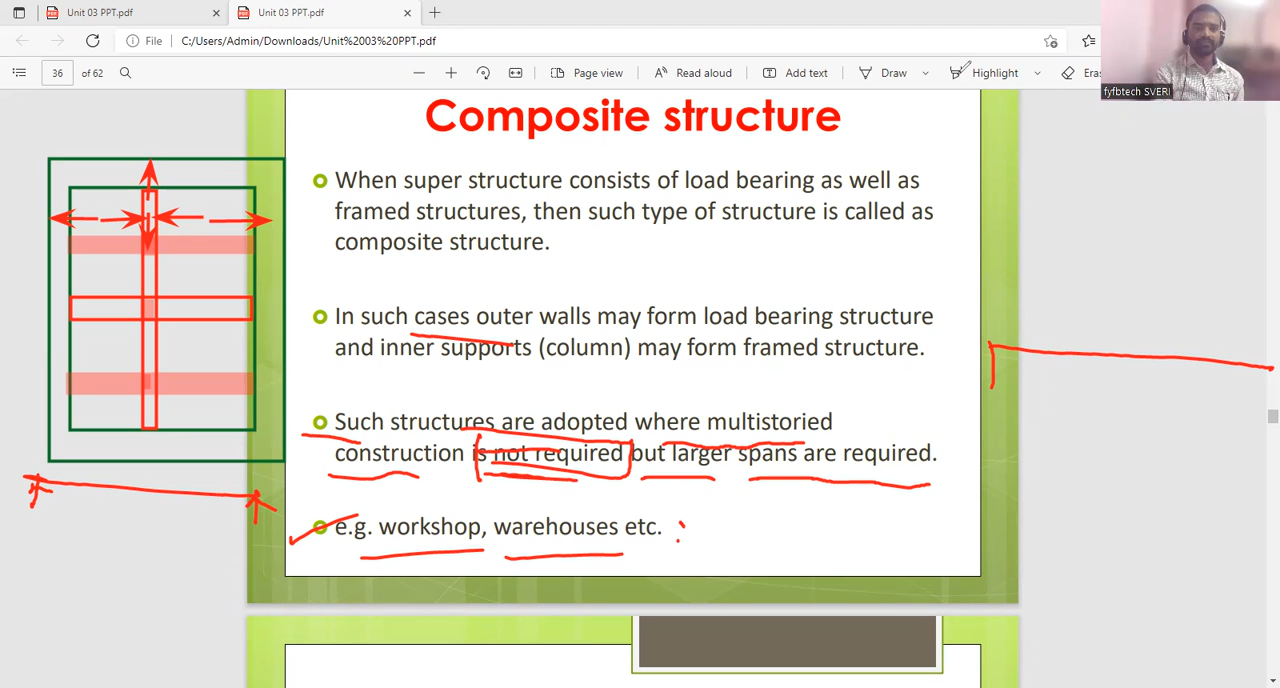 Unit 03 PPT.pdf
Unit 03 PPT.pdf
File C:/Users/Admin/Downloads/Unit%2003%20PPT.pdf
36 of 62 Page view Read aloud Add text Draw Highlight Eras
fyfbtech SVERI
Composite structure
When super structure consists of load bearing as well as
framed structures, then such type of structure is called as
composite structure.
In such cases outer walls may form load bearing structure
and inner supports (column) may form framed structure.
Such structures are adopted where multistoried
construction is not required but larger spans are required.
e.g. workshop, warehouses etc.